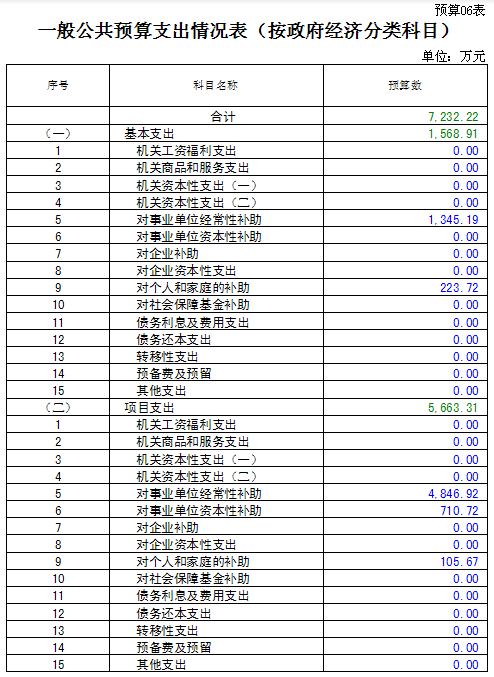 预算06表
一般公共预算支出情况表（按政府经济分类科目）
单位：万元
序号 科目名称 预算数
合计 7,232.22
（一） 基本支出 1,568.91
1 机关工资福利支出 0.00
2 机关商品和服务支出 0.00
3 机关资本性支出（一） 0.00
4 机关资本性支出（二） 0.00
5 对事业单位经常性补助 1,345.19
6 对事业单位资本性补助 0.00
7 对企业补助 0.00
8 对企业资本性支出 0.00
9 对个人和家庭的补助 223.72
10 对社会保障基金补助 0.00
11 债务利息及费用支出 0.00
12 债务还本支出 0.00
13 转移性支出 0.00
14 预备费及预留 0.00
15 其他支出 0.00
（二） 项目支出 5,663.31
1 机关工资福利支出 0.00
2 机关商品和服务支出 0.00
3 机关资本性支出（一） 0.00
4 机关资本性支出（二） 0.00
5 对事业单位经常性补助 4,846.92
6 对事业单位资本性补助 710.72
7 对企业补助 0.00
8 对企业资本性支出 0.00
9 对个人和家庭的补助 105.67
10 对社会保障基金补助 0.00
11 债务利息及费用支出 0.00
12 债务还本支出 0.00
13 转移性支出 0.00
14 预备费及预留 0.00
15 其他支出 0.00